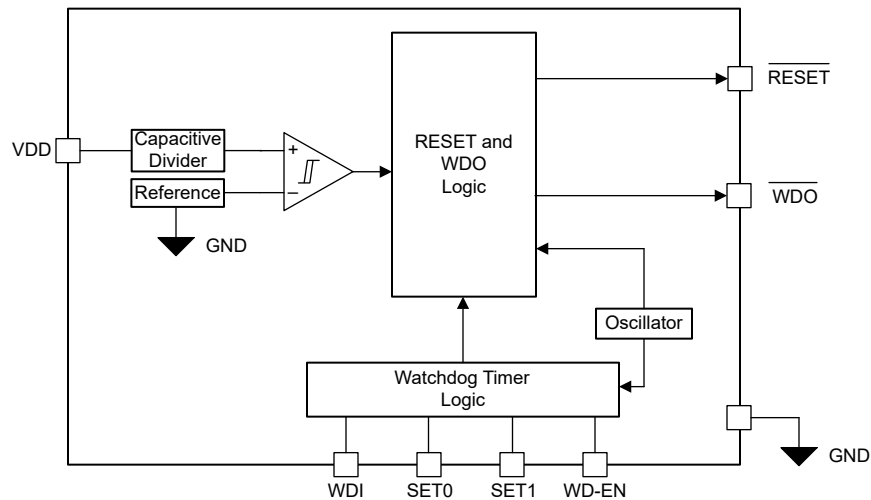 RESET
VDD
Capacitive
Divider
+
RESET and
WDO
Logic
Reference
–
WDO
GND
Oscillator
Watchdog Timer
Logic
GND
WDI
SET0
SET1
WD-EN